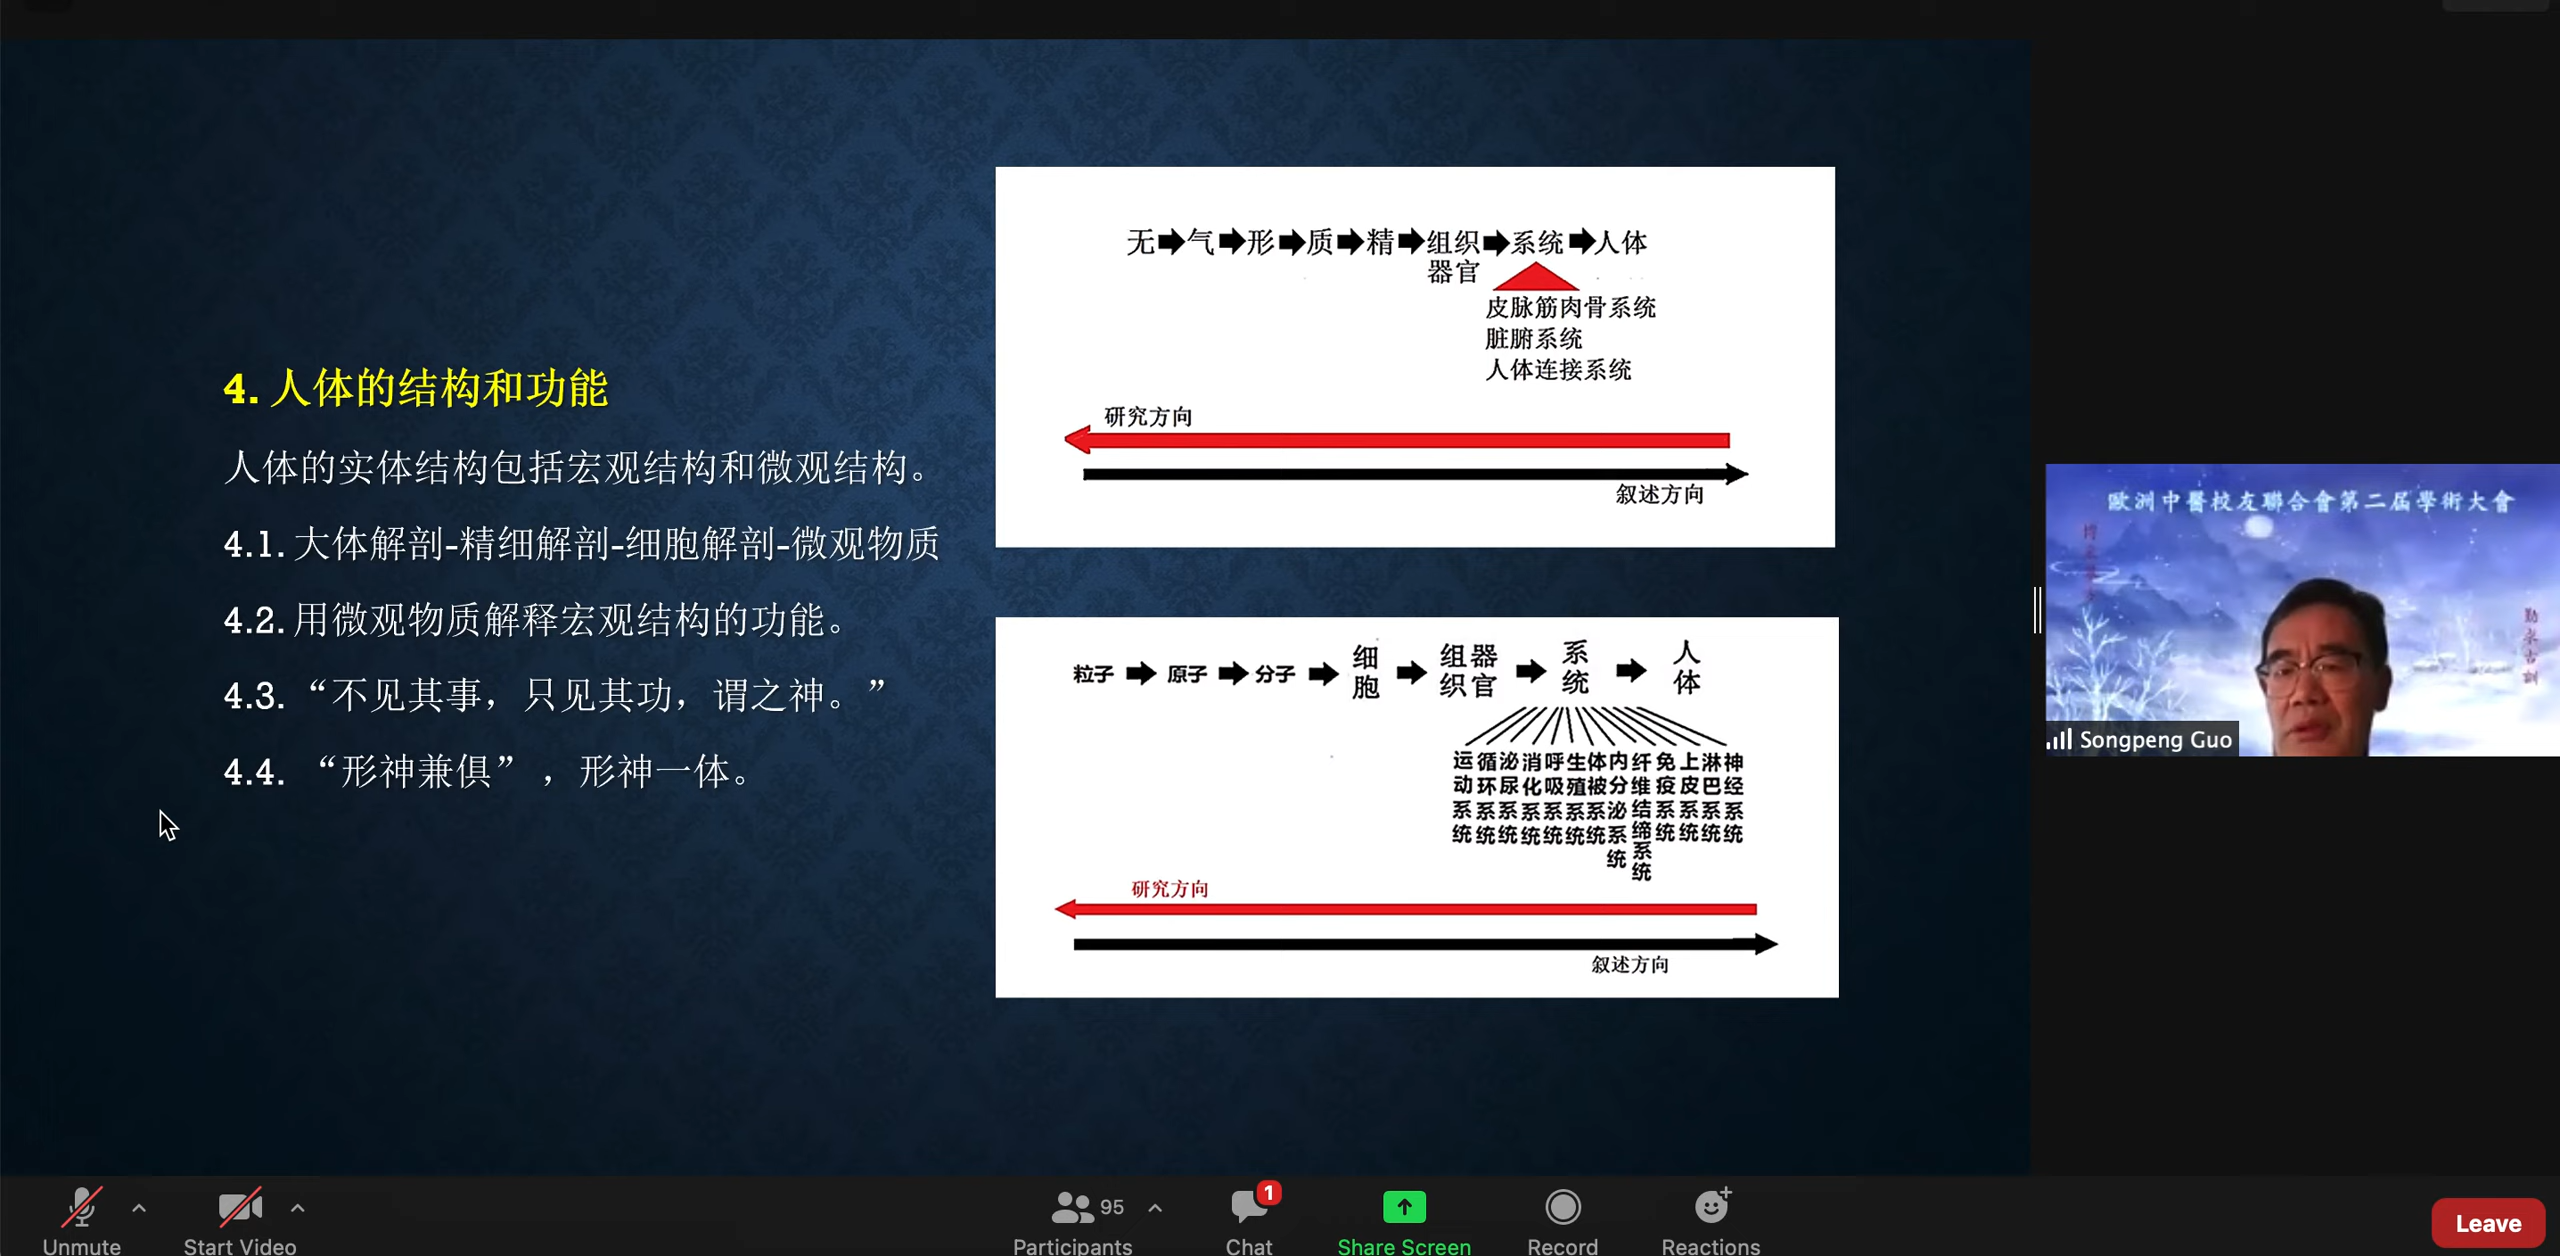 4. 人体的结构和功能
人体的实体结构包括宏观结构和微观结构。
4.1. 大体解剖-精细解剖-细胞解剖-微观物质
4.2. 用微观物质解释宏观结构的功能。
4.3. “不见其事，只见其功，谓之神。”
4.4. “形神兼俱”，形神一体。
无➡气➡形➡质➡精➡组织器官➡系统➡人体
皮脉筋肉骨系统
脏腑系统
人体连接系统
研究方向
叙述方向
粒子➡原子➡分子➡细胞➡组织器官➡系统➡人体
运动系统
循环系统
泌尿系统
消化系统
呼吸系统
生殖系统
体被系统
内分泌系统
纤维结缔系统
免疫系统
上皮系统
淋巴系统
神经系统
研究方向
叙述方向
歐洲中醫校友聯合會第二屆學術大會
勤求古訓
Songpeng Guo
Unmute
Start Video
95
Participants
1
Chat
Share Screen
Record
Reactions
Leave